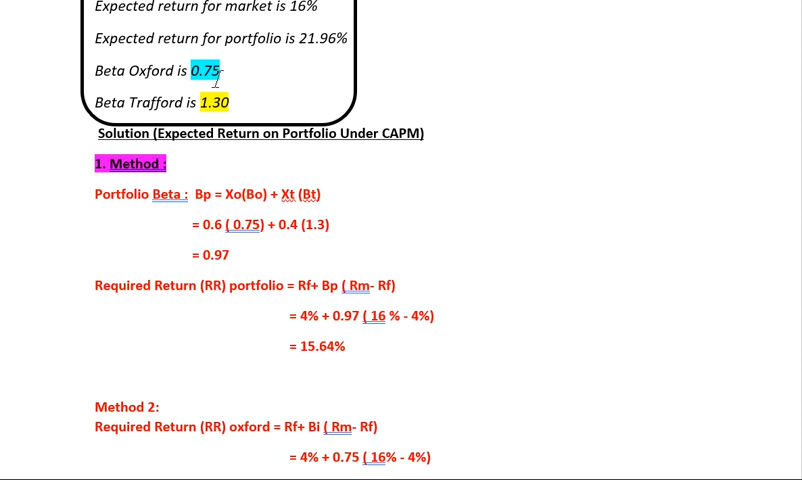 Expected return for market is 16%
Expected return for portfolio is 21.96%
Beta Oxford is 0.75
Beta Trafford is 1.30
Solution (Expected Return on Portfolio Under CAPM)
1. Method :
Portfolio Beta : Bp = Xo(Bo) + Xt (Bt)
= 0.6 ( 0.75) + 0.4 (1.3)
= 0.97
Required Return (RR) portfolio = Rf+ Bp ( Rm- Rf)
= 4% + 0.97 ( 16 % - 4%)
= 15.64%
Method 2:
Required Return (RR) oxford = Rf+ Bi ( Rm- Rf)
= 4% + 0.75 ( 16% - 4%)